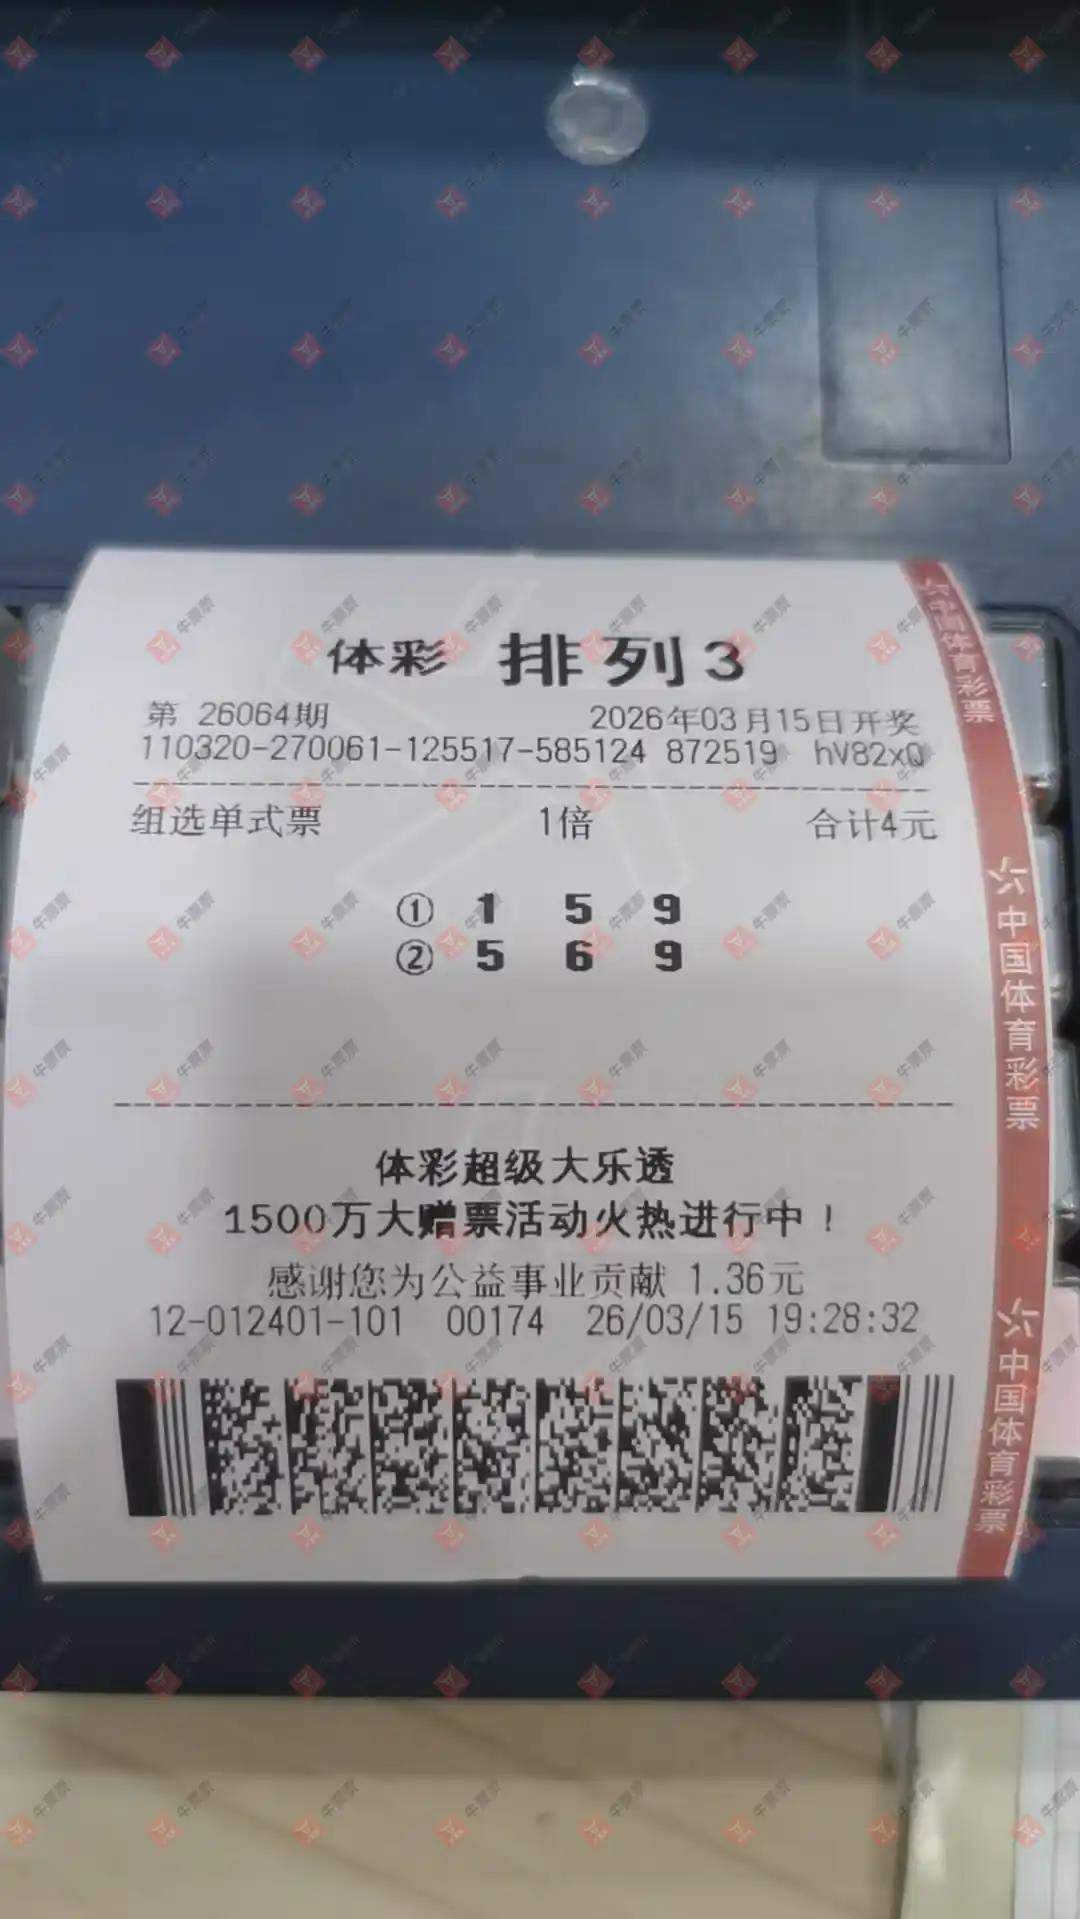 体彩 排列3
第 26064期 2026年03月15日开奖
110320-270061-125517-585124 872519 hV82xQ
组选单式票 1倍 合计4元
① 1 5 9
② 5 6 9
体彩超级大乐透
1500万大赠票活动火热进行中！
感谢您为公益事业贡献 1.36元
12-012401-101 00174 26/03/15 19:28:32
中国体育彩票
中国体育彩票
中国体育彩票
牛票票